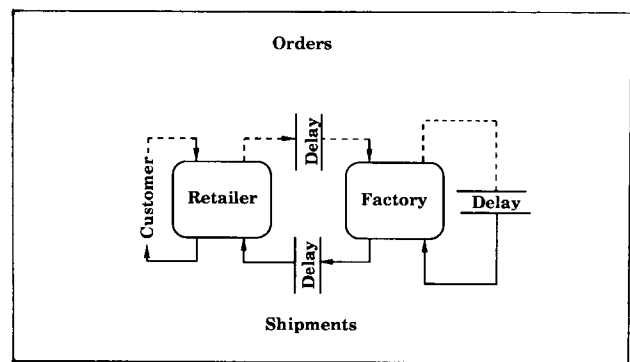 Orders
Delay
Customer
Retailer
Factory
Delay
Delay
Shipments